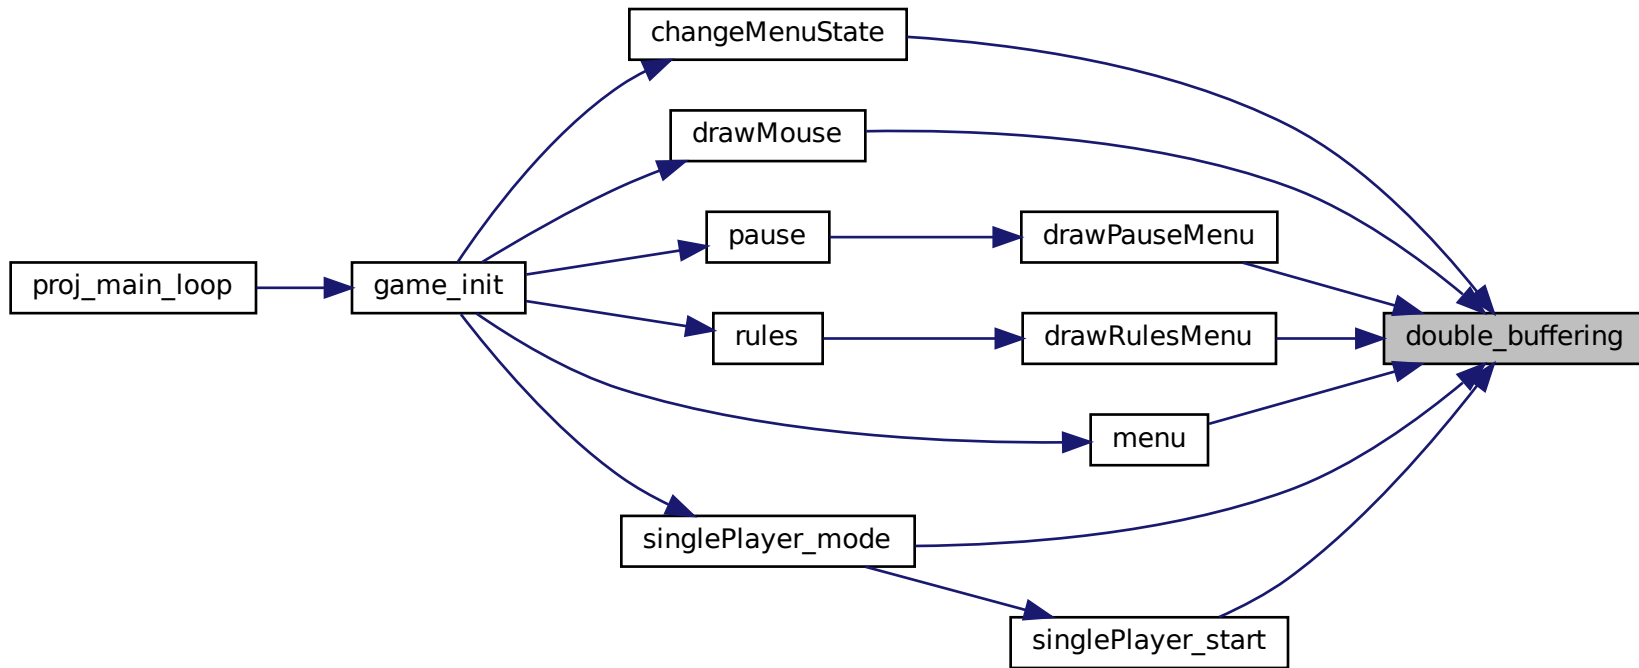 changeMenuState
drawMouse
pause
drawPauseMenu
proj_main_loop
game_init
rules
drawRulesMenu
double_buffering
menu
singlePlayer_mode
singlePlayer_start